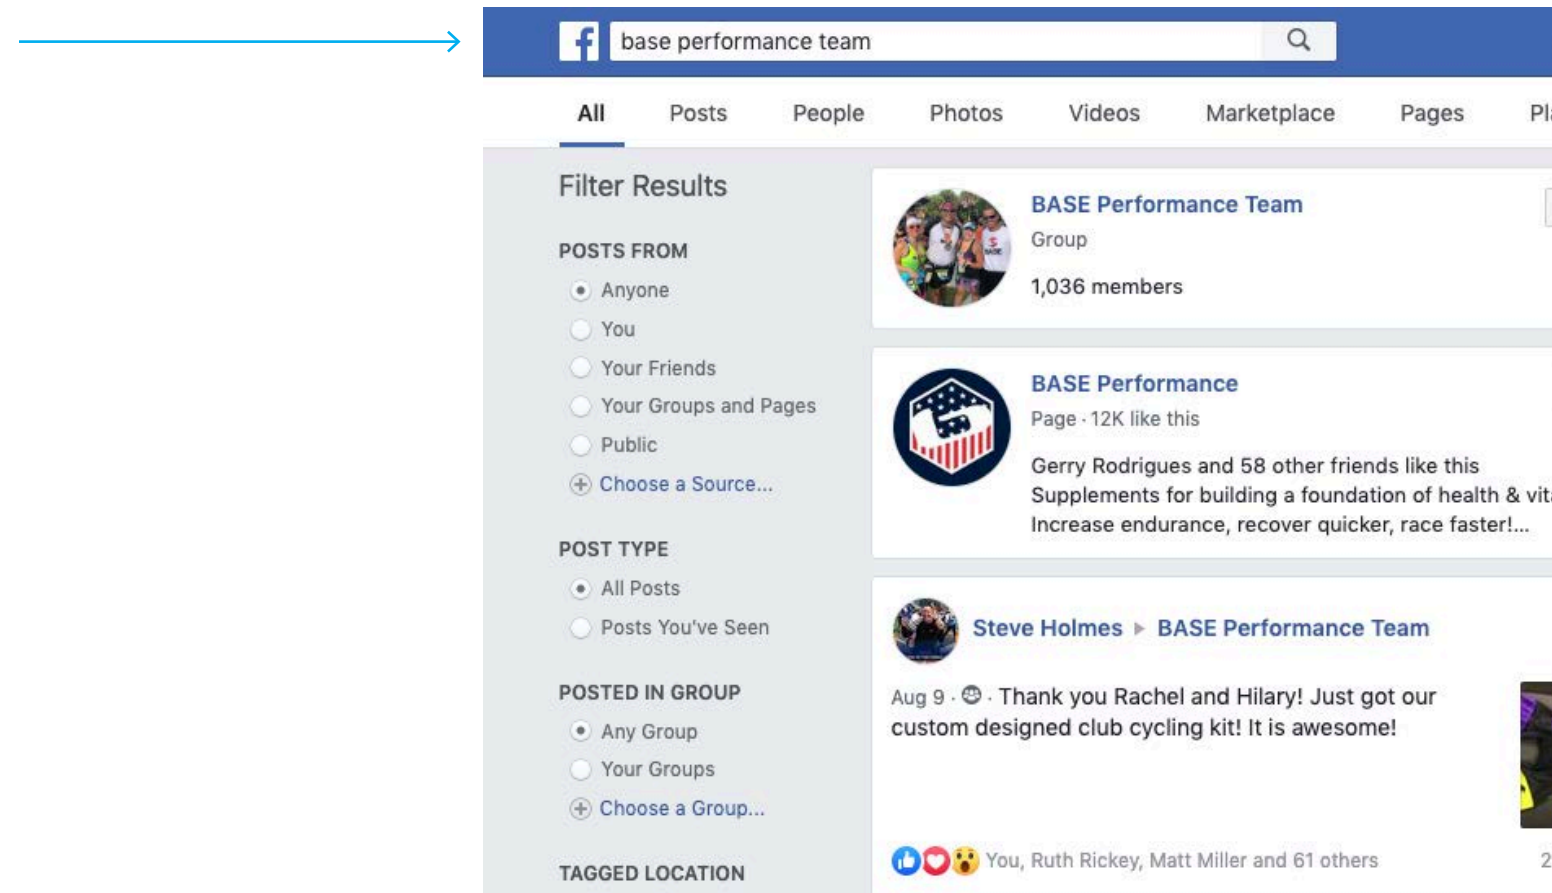 base performance team
All Posts People Photos Videos Marketplace Pages
Filter Results
POSTS FROM
Anyone
You
Your Friends
Your Groups and Pages
Public
Choose a Source...
POST TYPE
All Posts
Posts You've Seen
POSTED IN GROUP
Any Group
Your Groups
Choose a Group...
TAGGED LOCATION
BASE Performance Team
Group
1,036 members
BASE Performance
Page · 12K like this
Gerry Rodrigues and 58 other friends like this
Supplements for building a foundation of health &
Increase endurance, recover quicker, race faster!...
Steve Holmes ▸ BASE Performance Team
Aug 9 · · Thank you Rachel and Hilary! Just got our
custom designed club cycling kit! It is awesome!
You, Ruth Rickey, Matt Miller and 61 others